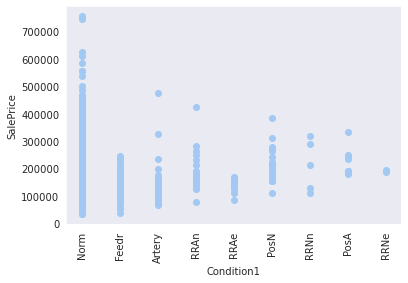 700000
600000
500000
400000
300000
200000
100000
0
SalePrice
Norm
Feedr
Artery
RRAn
RRAe
PosN
RRNn
PosA
RRNe
Condition1